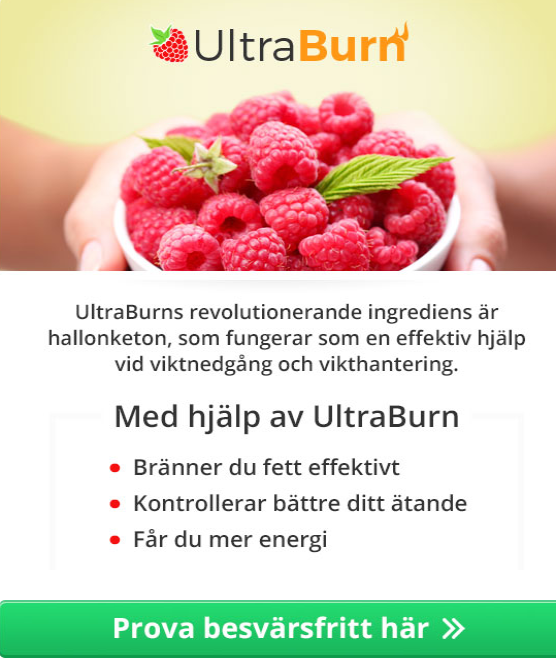 UltraBurn
UltraBurns revolutionerande ingrediens är
hallonketon, som fungerar som en effektiv hjälp
vid viktnedgång och vikthantering.
Med hjälp av UltraBurn
Bränner du fett effektivt
Kontrollerar bättre ditt ätande
Får du mer energi
Prova besvärsfritt här »